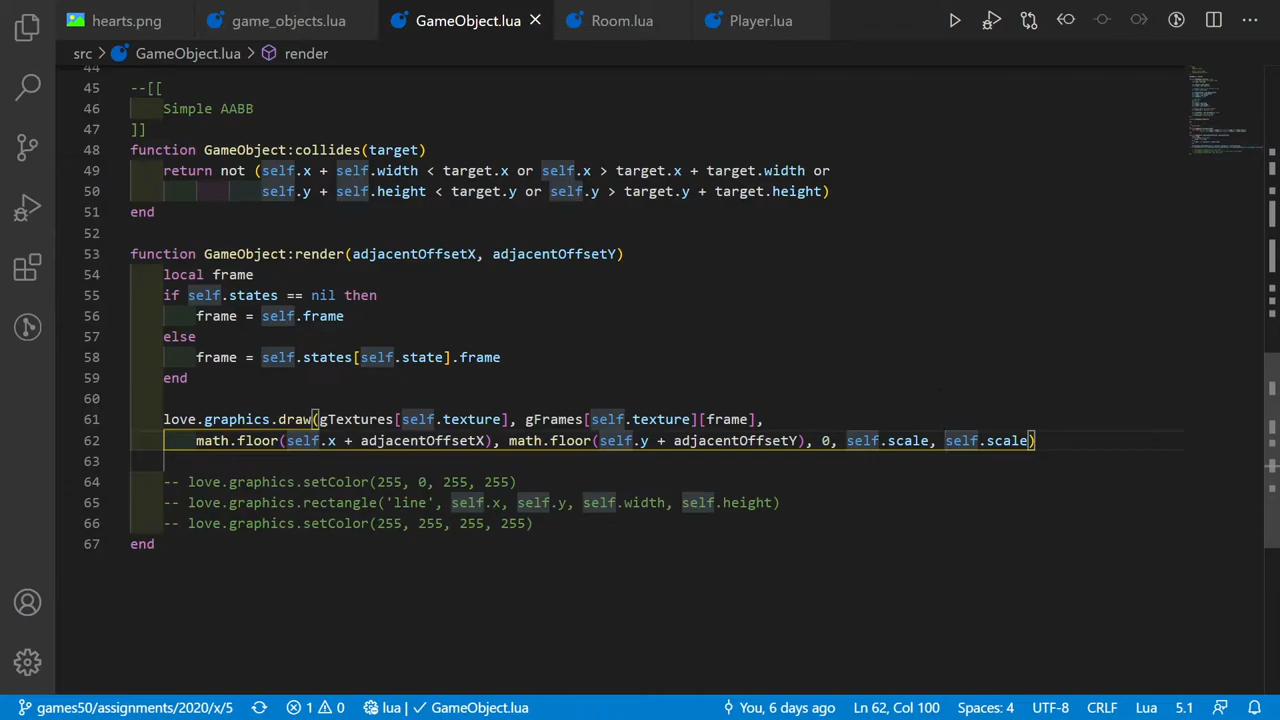 hearts.png game_objects.lua GameObject.lua Room.lua Player.lua
src > GameObject.lua > render
44
45 --[[
46 Simple AABB
47 ]]
48 function GameObject:collides(target)
49 return not (self.x + self.width < target.x or self.x > target.x + target.width or
50 self.y + self.height < target.y or self.y > target.y + target.height)
51 end
52
53 function GameObject:render(adjacentOffsetX, adjacentOffsetY)
54 local frame
55 if self.states == nil then
56 frame = self.frame
57 else
58 frame = self.states[self.state].frame
59 end
60
61 love.graphics.draw(gTextures[self.texture], gFrames[self.texture][frame],
62 math.floor(self.x + adjacentOffsetX), math.floor(self.y + adjacentOffsetY), 0, self.scale, self.scale)
63
64 -- love.graphics.setColor(255, 0, 255, 255)
65 -- love.graphics.rectangle('line', self.x, self.y, self.width, self.height)
66 -- love.graphics.setColor(255, 255, 255, 255)
67 end
games50/assignments/2020/x/5 1 0 lua | ✓ GameObject.lua You, 6 days ago Ln 62, Col 100 Spaces: 4 UTF-8 CRLF Lua 5.1